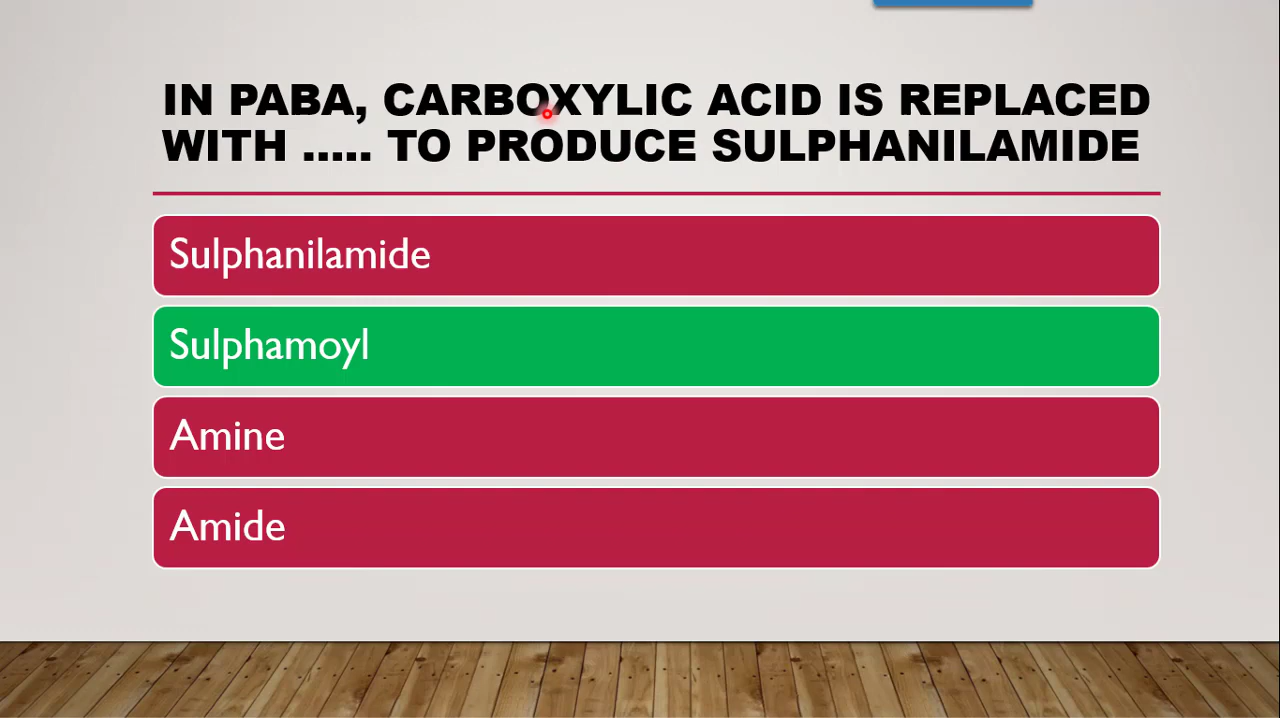 IN PABA, CARBOXYLIC ACID IS REPLACED
WITH ..... TO PRODUCE SULPHANILAMIDE
Sulphanilamide
Sulphamoyl
Amine
Amide